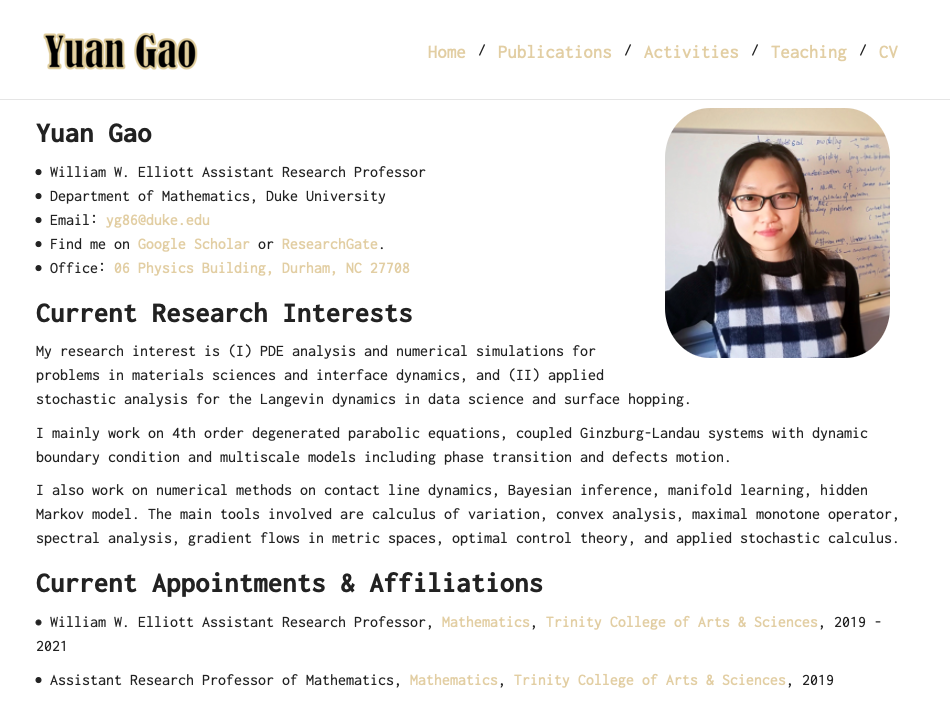 Yuan Gao
Home / Publications / Activities / Teaching / CV
Yuan Gao
• William W. Elliott Assistant Research Professor
• Department of Mathematics, Duke University
• Email: yg86@duke.edu
• Find me on Google Scholar or ResearchGate.
• Office: 06 Physics Building, Durham, NC 27708
Current Research Interests
My research interest is (I) PDE analysis and numerical simulations for
problems in materials sciences and interface dynamics, and (II) applied
stochastic analysis for the Langevin dynamics in data science and surface hopping.
I mainly work on 4th order degenerated parabolic equations, coupled Ginzburg-Landau systems with dynamic
boundary condition and multiscale models including phase transition and defects motion.
I also work on numerical methods on contact line dynamics, Bayesian inference, manifold learning, hidden
Markov model. The main tools involved are calculus of variation, convex analysis, maximal monotone operator,
spectral analysis, gradient flows in metric spaces, optimal control theory, and applied stochastic calculus.
Current Appointments & Affiliations
• William W. Elliott Assistant Research Professor, Mathematics, Trinity College of Arts & Sciences, 2019 -
2021
• Assistant Research Professor of Mathematics, Mathematics, Trinity College of Arts & Sciences, 2019